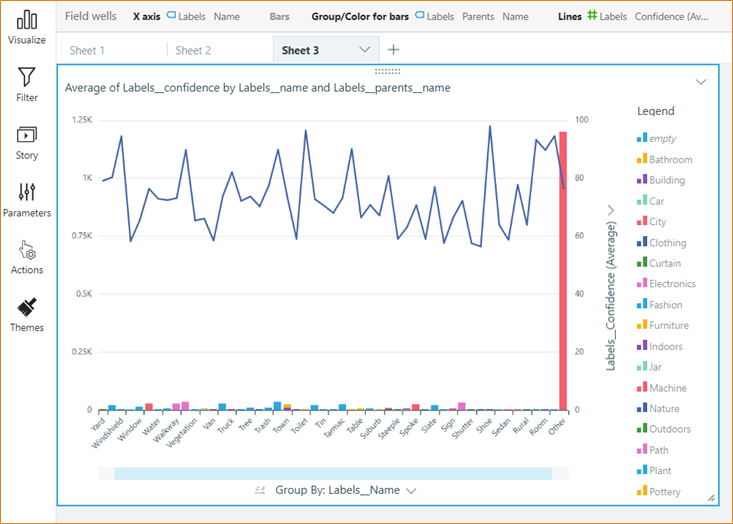 Visualize
Filter
Story
Parameters
Actions
Themes
Field wells X axis Labels Name Bars Group/Color for bars Labels Parents Name Lines Labels Confidence (Av...
Sheet 1 Sheet 2 Sheet 3
Average of Labels__confidence by Labels__name and Labels__parents__name
1.25K
1K
0.75K
0.5K
0.25K
0
100
80
60
40
20
0
Labels__Confidence (Average)
Yard Windshield Window Water Walkway Vegetation Van Truck Tree Trash Town Toilet Tin Tarmac Table Suburb Steeple Spoke Slate Sign Shutter Shoe Sedan Rural Room Other
Group By: Labels__Name
Legend
empty
Bathroom
Building
Car
City
Clothing
Curtain
Electronics
Fashion
Furniture
Indoors
Jar
Machine
Nature
Outdoors
Path
Plant
Pottery